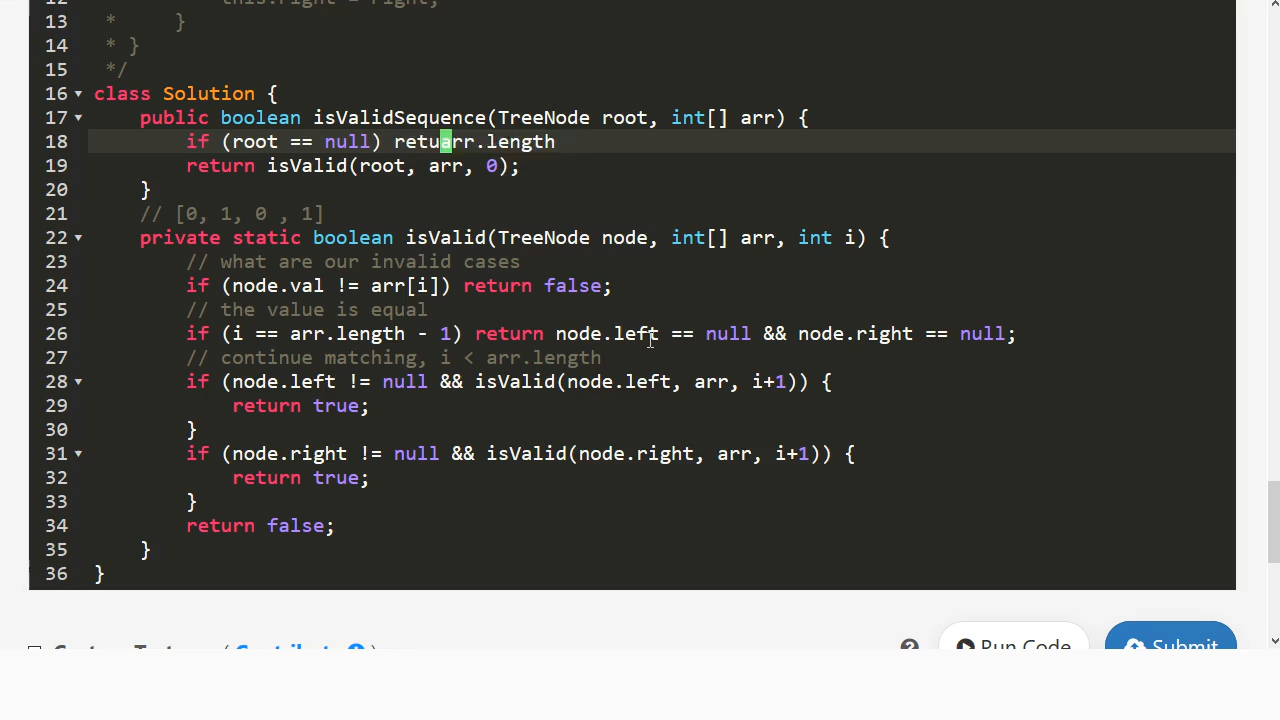 12 this.right = right;
13 * }
14 * }
15 */
16 class Solution {
17 public boolean isValidSequence(TreeNode root, int[] arr) {
18 if (root == null) retuarr.length
19 return isValid(root, arr, 0);
20 }
21 // [0, 1, 0 , 1]
22 private static boolean isValid(TreeNode node, int[] arr, int i) {
23 // what are our invalid cases
24 if (node.val != arr[i]) return false;
25 // the value is equal
26 if (i == arr.length - 1) return node.left == null && node.right == null;
27 // continue matching, i < arr.length
28 if (node.left != null && isValid(node.left, arr, i+1)) {
29 return true;
30 }
31 if (node.right != null && isValid(node.right, arr, i+1)) {
32 return true;
33 }
34 return false;
35 }
36 }
? Run Code Submit